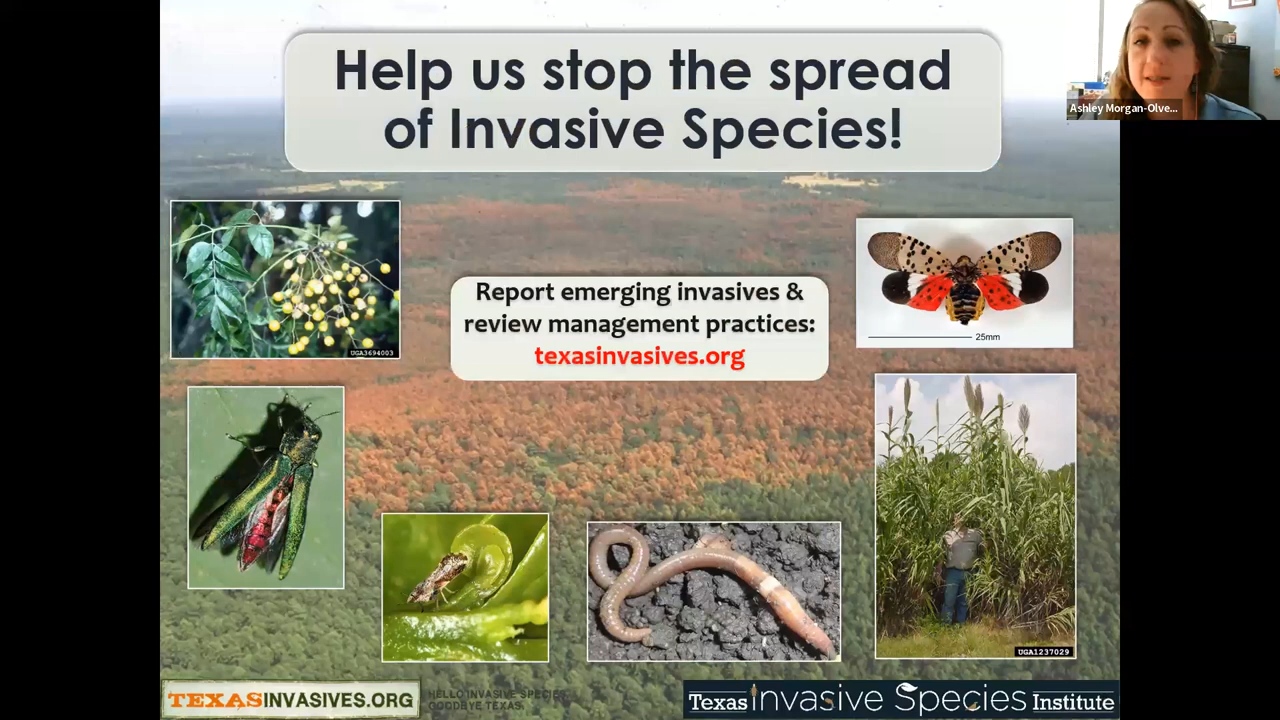 Help us stop the spread
of Invasive Species!
Ashley Morgan-Olve...
UGA3694003
Report emerging invasives &
review management practices:
texasinvasives.org
25mm
UGA1237029
TEXASINVASIVES.ORG
HELLO INVASIVE SPECIES
GOODBYE TEXAS.
Texas Invasive Species Institute